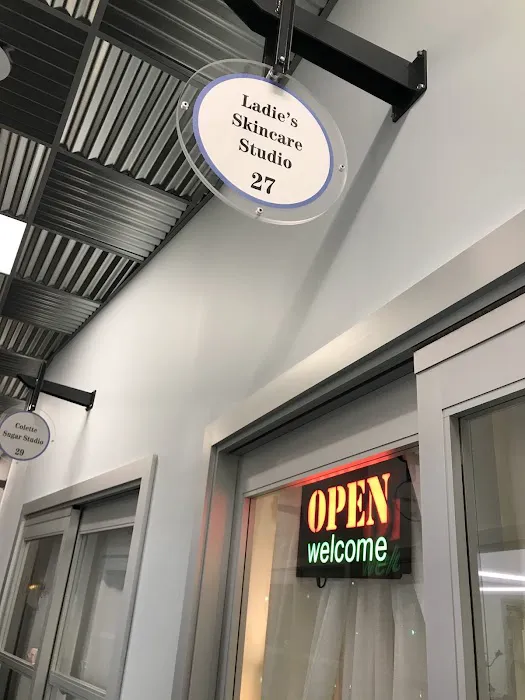 Ladie's
Skincare
Studio
27
Colette
Sugar Studio
29
OPEN
welcome